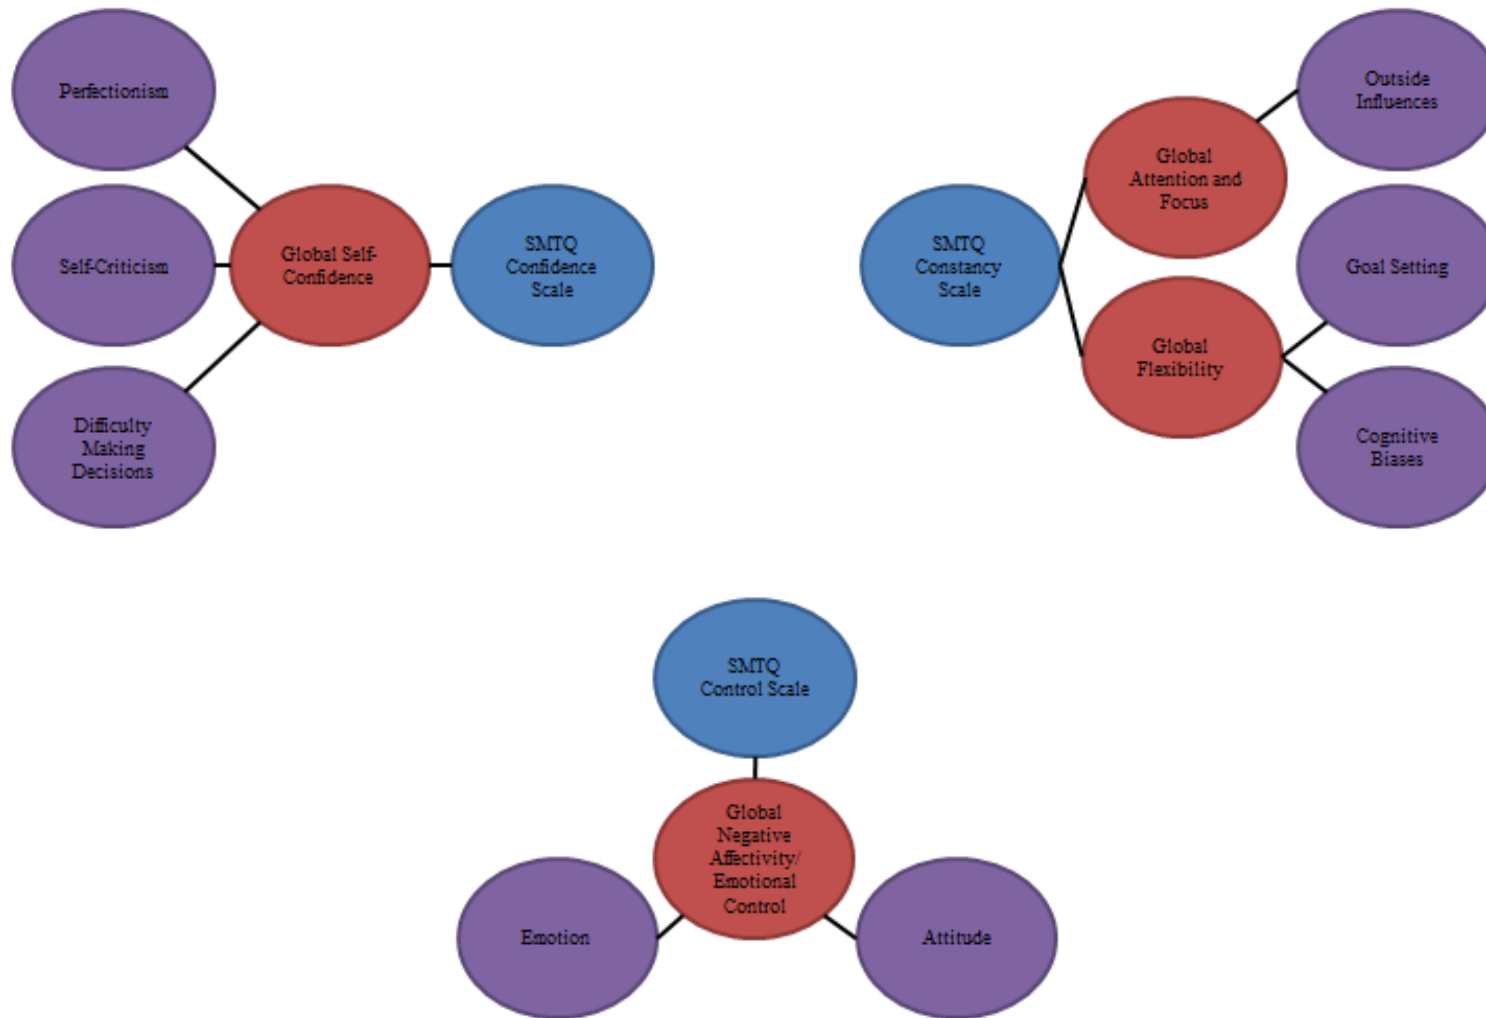 Perfectionism
Self-Criticism
Difficulty
Making
Decisions
Global Self-
Confidence
SMTQ
Confidence
Scale
SMTQ
Constancy
Scale
Global
Attention and
Focus
Global
Flexibility
Outside
Influences
Goal Setting
Cognitive
Biases
SMTQ
Control Scale
Global
Negative
Affectivity/
Emotional
Control
Emotion
Attitude